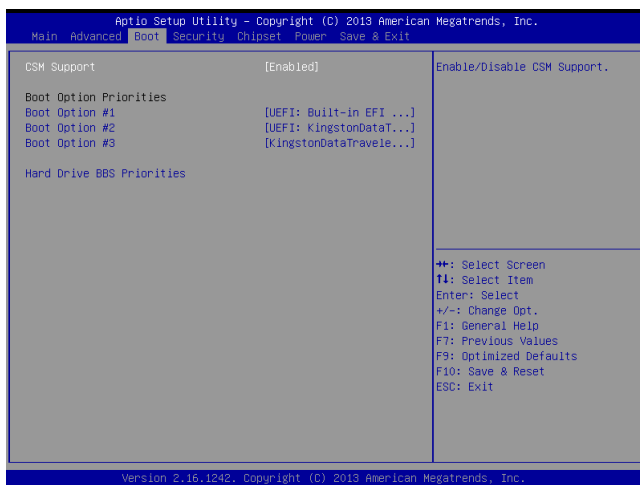 Aptio Setup Utility – Copyright (C) 2013 American Megatrends, Inc.
Main Advanced Boot Security Chipset Power Save & Exit
CSM Support [Enabled]
Boot Option Priorities
Boot Option #1 [UEFI: Built-in EFI ...]
Boot Option #2 [UEFI: KingstonDataT...]
Boot Option #3 [KingstonDataTravele...]
Hard Drive BBS Priorities
Enable/Disable CSM Support.
→←: Select Screen
↑↓: Select Item
Enter: Select
+/-: Change Opt.
F1: General Help
F7: Previous Values
F9: Optimized Defaults
F10: Save & Reset
ESC: Exit
Version 2.16.1242. Copyright (C) 2013 American Megatrends, Inc.